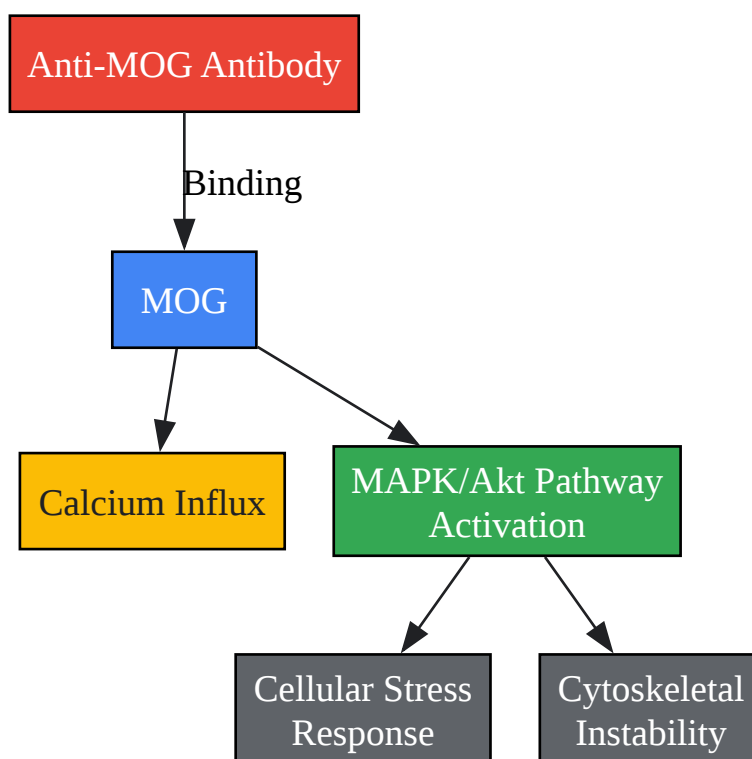 Anti-MOG Antibody
Binding
MOG
Calcium Influx
MAPK/Akt Pathway
Activation
Cellular Stress
Response
Cytoskeletal
Instability